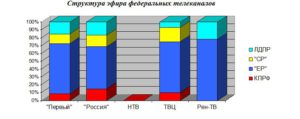 Структура эфира федеральных телеканалов
100%
90%
80%
70%
60%
50%
40%
30%
20%
10%
0%
"Первый" "Россия" НТВ ТВЦ Рен-ТВ
ЛДПР
"СР"
"ЕР"
КПРФ